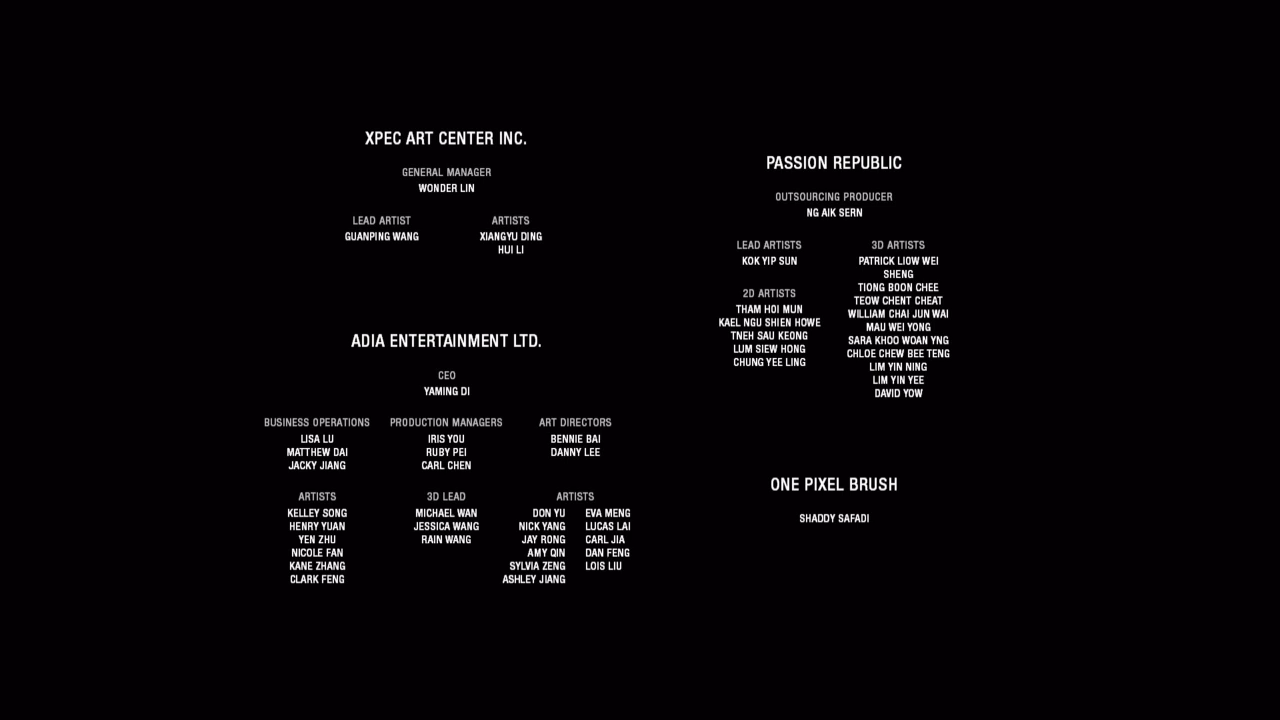 XPEC ART CENTER INC.
GENERAL MANAGER
WONDER LIN
LEAD ARTIST
GUANPING WANG
ARTISTS
XIANGYU DING
HUI LI
ADIA ENTERTAINMENT LTD.
CEO
YAMING DI
BUSINESS OPERATIONS
LISA LU
MATTHEW DAI
JACKY JIANG
PRODUCTION MANAGERS
IRIS YOU
RUBY PEI
CARL CHEN
ART DIRECTORS
BENNIE BAI
DANNY LEE
ARTISTS
KELLEY SONG
HENRY YUAN
YEN ZHU
NICOLE FAN
KANE ZHANG
CLARK FENG
3D LEAD
MICHAEL WAN
JESSICA WANG
RAIN WANG
ARTISTS
DON YU
NICK YANG
JAY RONG
AMY QIN
SYLVIA ZENG
ASHLEY JIANG
EVA MENG
LUCAS LAI
CARL JIA
DAN FENG
LOIS LIU
PASSION REPUBLIC
OUTSOURCING PRODUCER
NG AIK SERN
LEAD ARTISTS
KOK YIP SUN
2D ARTISTS
THAM HOI MUN
KAEL NGU SHIEN HOWE
TNEH SAU KEONG
LUM SIEW HONG
CHUNG YEE LING
3D ARTISTS
PATRICK LIOW WEI
SHENG
TIONG BOON CHEE
TEOW CHENT CHEAT
WILLIAM CHAI JUN WAI
MAU WEI YONG
SARA KHOO WOAN YNG
CHLOE CHEW BEE TENG
LIM YIN NING
LIM YIN YEE
DAVID YOW
ONE PIXEL BRUSH
SHADDY SAFADI